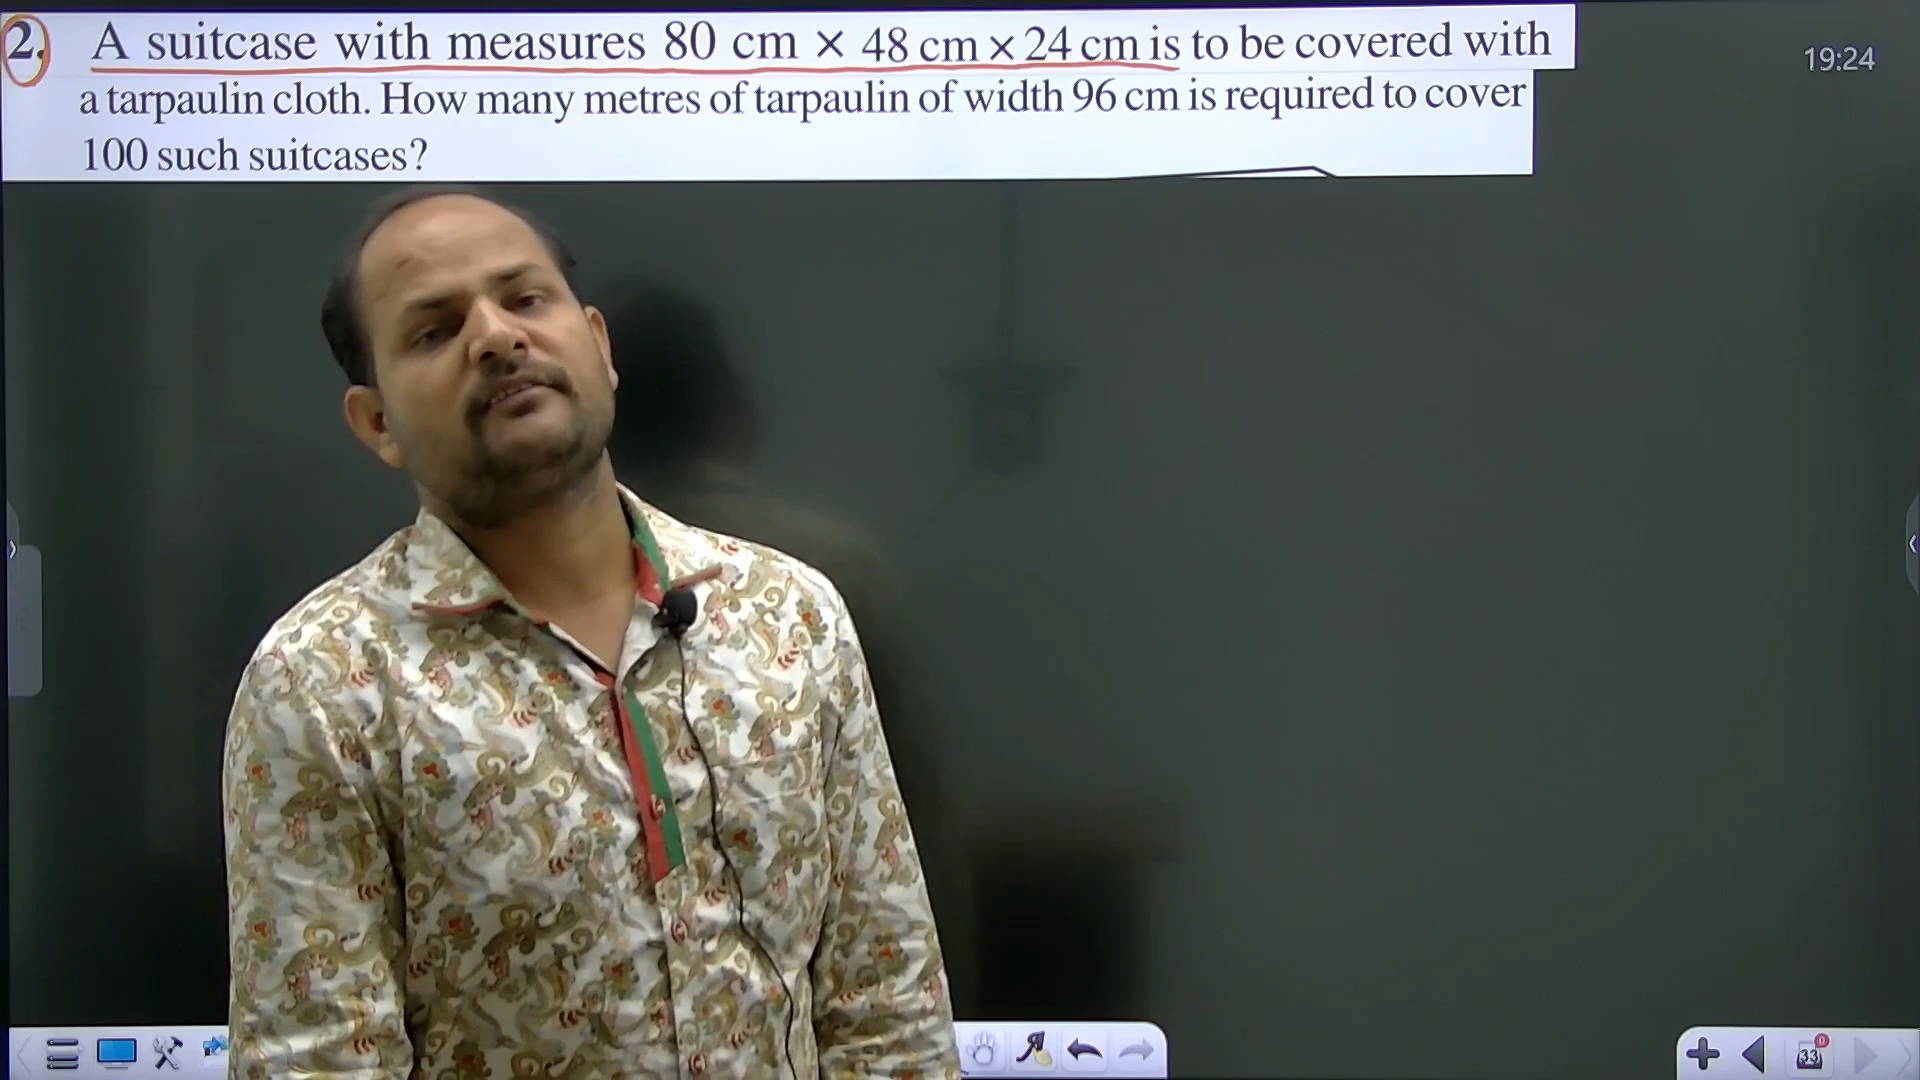 2. A suitcase with measures 80 cm × 48 cm × 24 cm is to be covered with
a tarpaulin cloth. How many metres of tarpaulin of width 96 cm is required to cover
100 such suitcases?
19:24
33
0